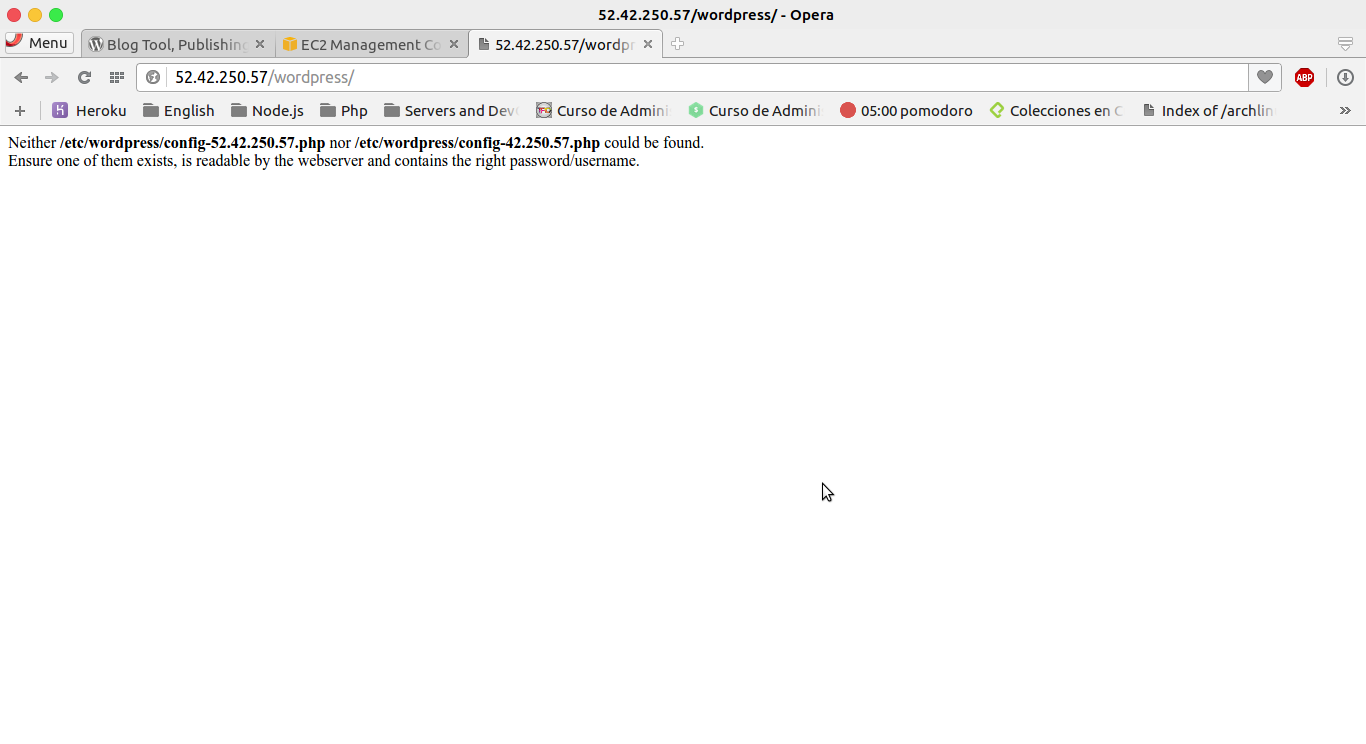 52.42.250.57/wordpress/ - Opera
Menu
Blog Tool, Publishing
EC2 Management Co
52.42.250.57/wordpr
52.42.250.57/wordpress/
ABP
Heroku
English
Node.js
Php
Servers and Dev
Curso de Admini
Curso de Admini
05:00 pomodoro
Colecciones en C
Index of /archlin
»
Neither /etc/wordpress/config-52.42.250.57.php nor /etc/wordpress/config-42.250.57.php could be found.
Ensure one of them exists, is readable by the webserver and contains the right password/username.